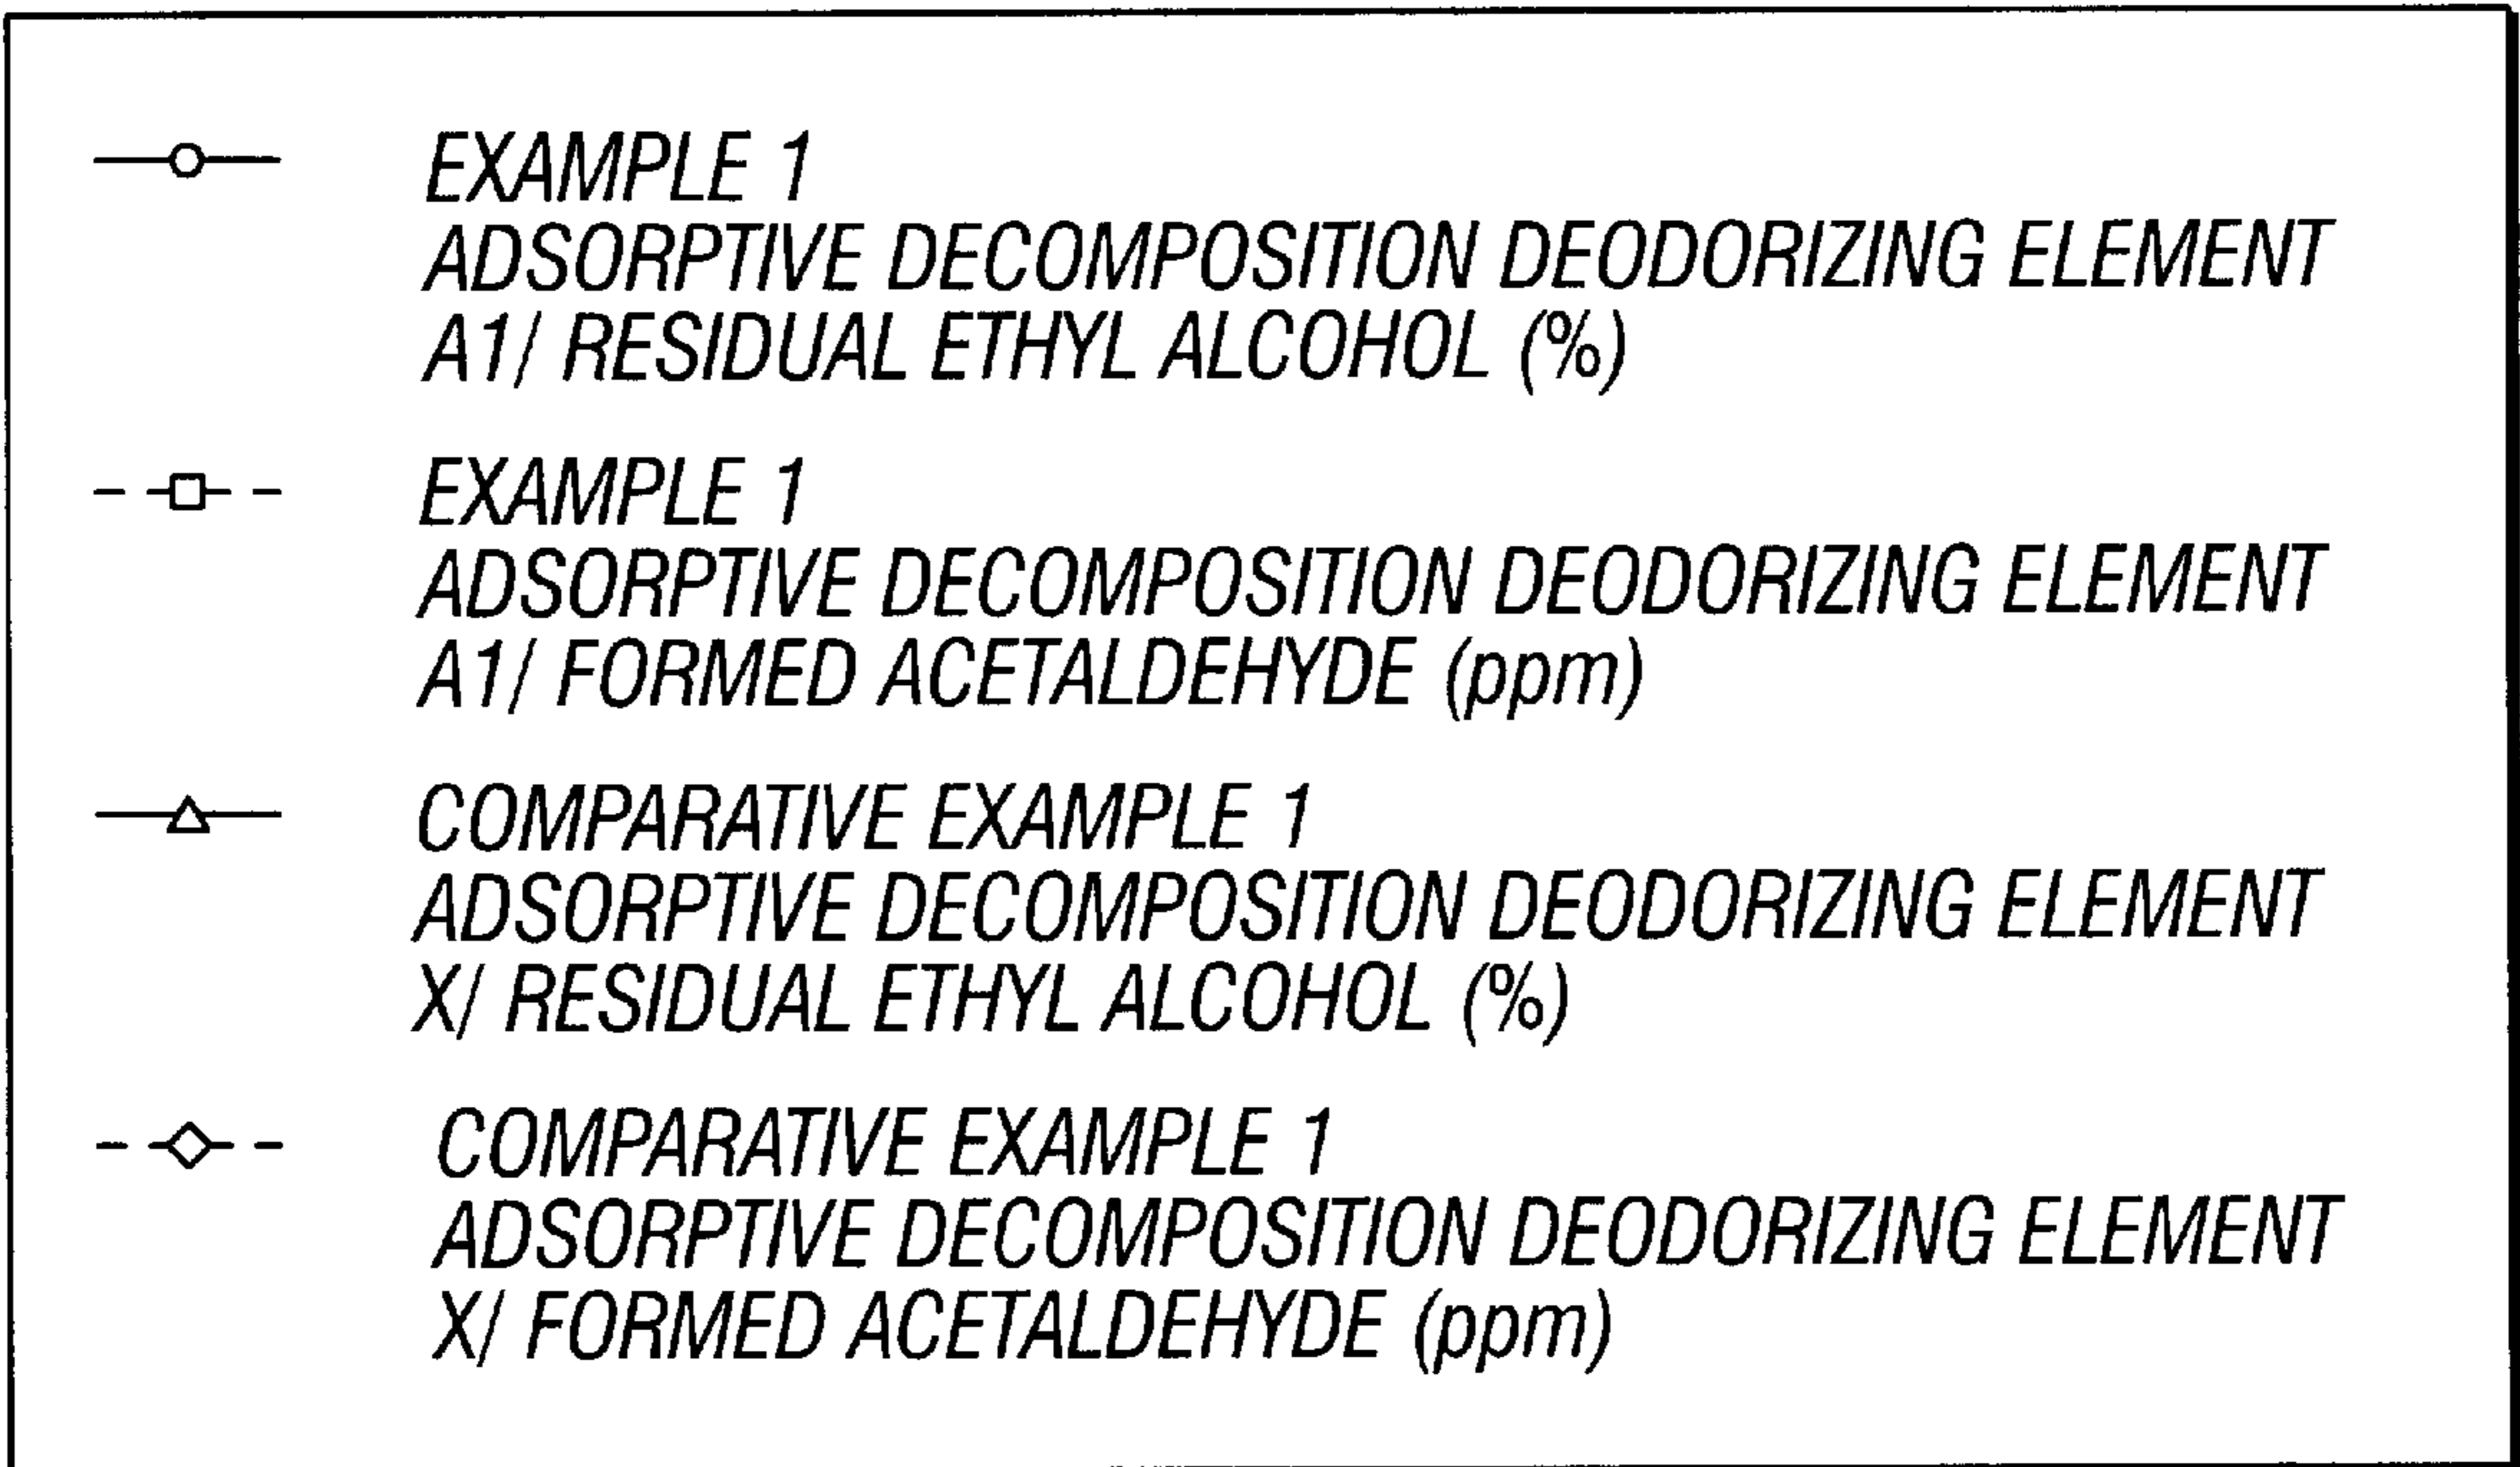 EXAMPLE 1
ADSORPTIVE DECOMPOSITION DEODORIZING ELEMENT
A1/ RESIDUAL ETHYL ALCOHOL (%)
EXAMPLE 1
ADSORPTIVE DECOMPOSITION DEODORIZING ELEMENT
A1/ FORMED ACETALDEHYDE (ppm)
COMPARATIVE EXAMPLE 1
ADSORPTIVE DECOMPOSITION DEODORIZING ELEMENT
X/ RESIDUAL ETHYL ALCOHOL (%)
COMPARATIVE EXAMPLE 1
ADSORPTIVE DECOMPOSITION DEODORIZING ELEMENT
X/ FORMED ACETALDEHYDE (ppm)